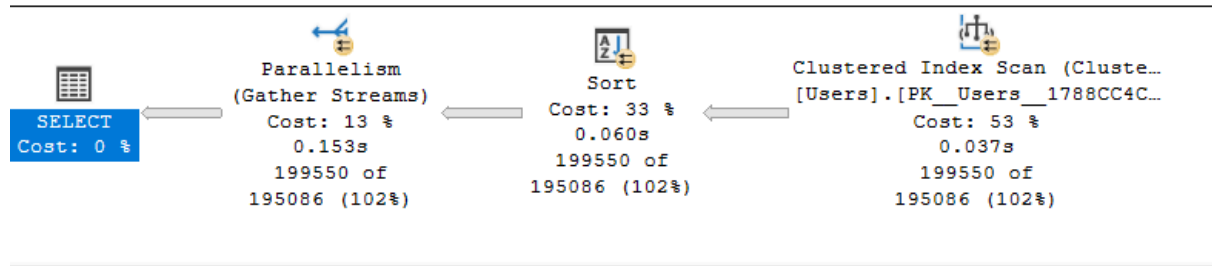 SELECT
Cost: 0 %
Parallelism
(Gather Streams)
Cost: 13 %
0.153s
199550 of
195086 (102%)
A
Z
Sort
Cost: 33 %
0.060s
199550 of
195086 (102%)
Clustered Index Scan (Cluste…
[Users].[PK__Users__1788CC4C…
Cost: 53 %
0.037s
199550 of
195086 (102%)